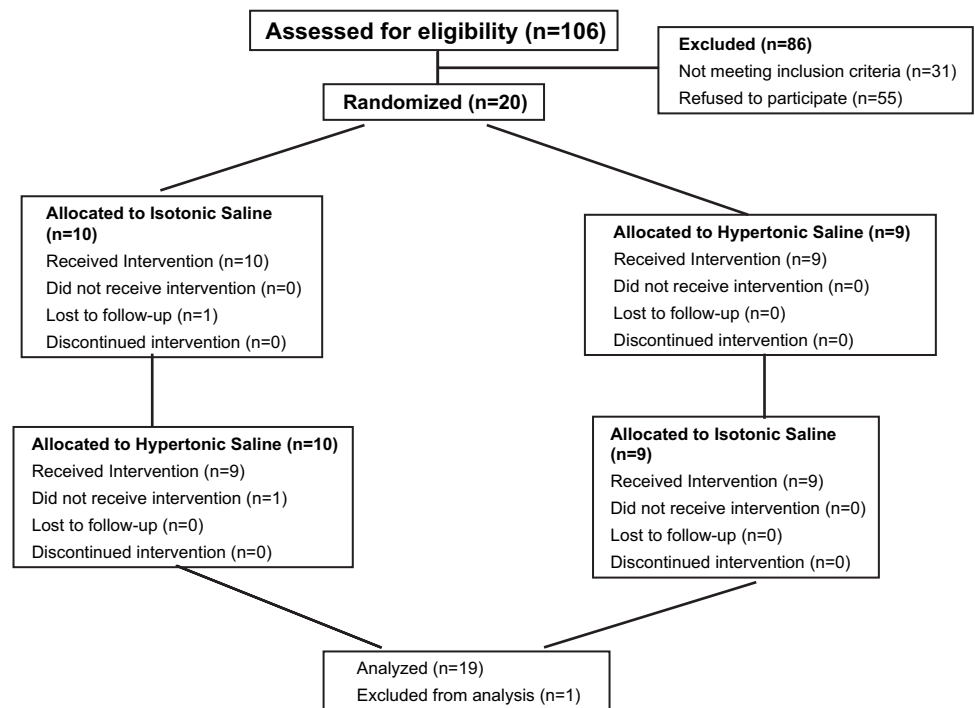 Assessed for eligibility (n=106)
Excluded (n=86)
Not meeting inclusion criteria (n=31)
Refused to participate (n=55)
Randomized (n=20)
Allocated to Isotonic Saline
(n=10)
Received Intervention (n=10)
Did not receive intervention (n=0)
Lost to follow-up (n=1)
Discontinued intervention (n=0)
Allocated to Hypertonic Saline (n=9)
Received Intervention (n=9)
Did not receive intervention (n=0)
Lost to follow-up (n=0)
Discontinued intervention (n=0)
Allocated to Hypertonic Saline (n=10)
Received Intervention (n=9)
Did not receive intervention (n=1)
Lost to follow-up (n=0)
Discontinued intervention (n=0)
Allocated to Isotonic Saline
(n=9)
Received Intervention (n=9)
Did not receive intervention (n=0)
Lost to follow-up (n=0)
Discontinued intervention (n=0)
Analyzed (n=19)
Excluded from analysis (n=1)